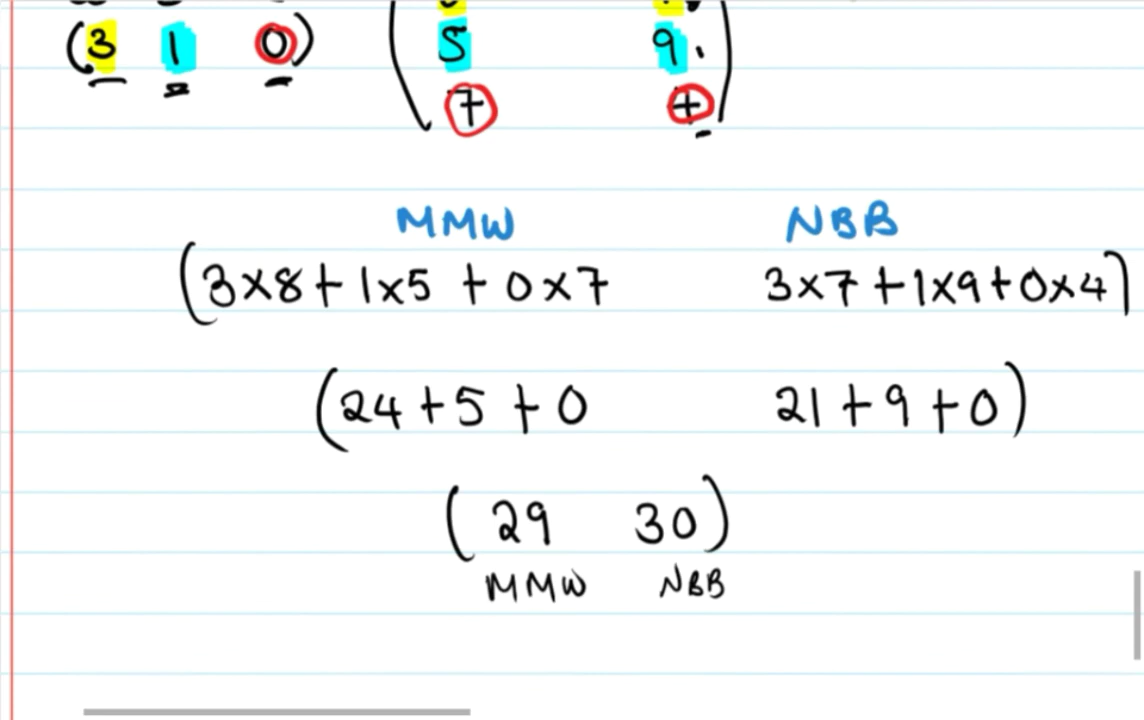 (3 1 0) 5 9
7 4
MMW NBB
(3×8+1×5+0×7 3×7+1×9+0×4)
(24+5+0 21+9+0)
(29 30)
MMW NBB